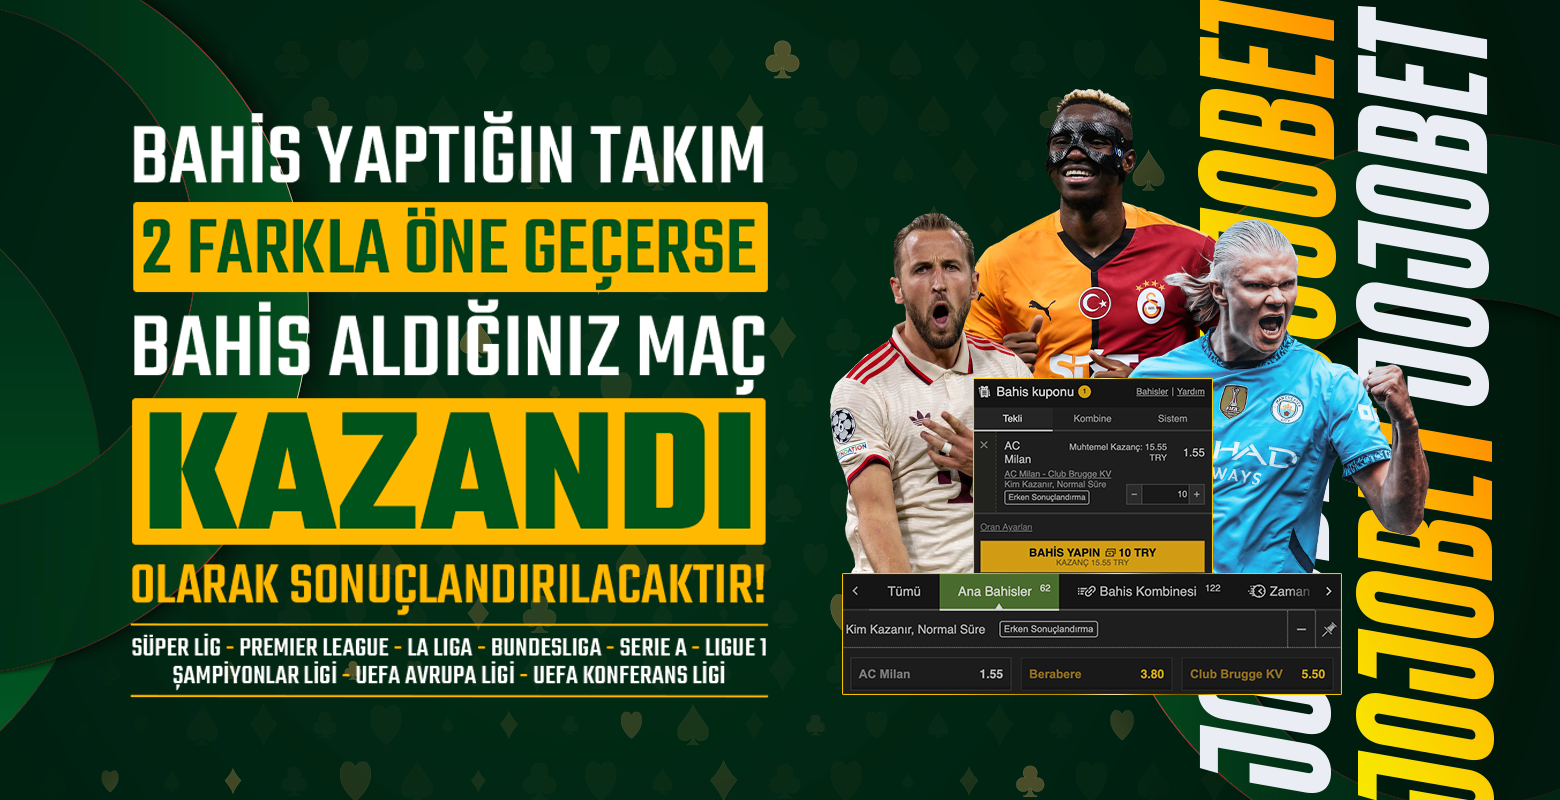 BAHİS YAPTIĞIN TAKIM
2 FARKLA ÖNE GEÇERSE
BAHİS ALDIĞINIZ MAÇ
KAZANDI
OLARAK SONUÇLANDIRILACAKTIR!
SÜPER LİG - PREMIER LEAGUE - LA LIGA - BUNDESLIGA - SERIE A - LIGUE 1
ŞAMPİYONLAR LİGİ - UEFA AVRUPA LİGİ - UEFA KONFERANS LİGİ
Bahis kuponu 1 Bahisler | Yardım
Tekli Kombine Sistem
AC Milan Muhtemel Kazanç: 15.55 TRY 1.55
AC Milan - Club Brugge KV
Kim Kazanır, Normal Süre
Erken Sonuçlandırma
− 10 +
Oran Ayarları
BAHİS YAPIN 10 TRY
KAZANÇ 15.55 TRY
Tümü Ana Bahisler 62 Bahis Kombinesi 122 Zaman
Kim Kazanır, Normal Süre Erken Sonuçlandırma
AC Milan 1.55 Berabere 3.80 Club Brugge KV 5.50
FIFA
HAD
WAYS
JOJOBET
JOJOBET
JOJOBET